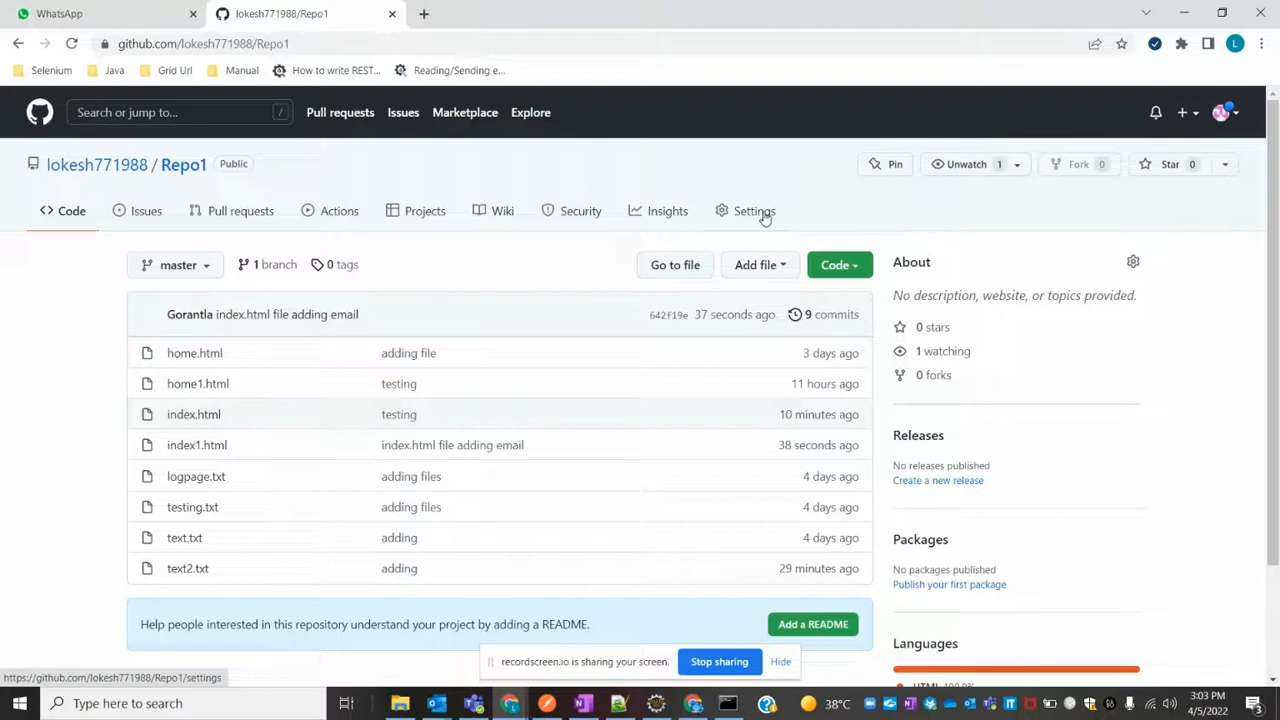 WhatsApp
lokesh771988/Repo1
github.com/lokesh771988/Repo1
Selenium Java Grid Url Manual How to write REST... Reading/Sending e...
L
Search or jump to... /
Pull requests Issues Marketplace Explore
lokesh771988 / Repo1 Public
Pin Unwatch 1 Fork 0 Star 0
Code Issues Pull requests Actions Projects Wiki Security Insights Settings
master 1 branch 0 tags Go to file Add file Code
Gorantla index.html file adding email 642f19e 37 seconds ago 9 commits
home.html adding file 3 days ago
home1.html testing 11 hours ago
index.html testing 10 minutes ago
index1.html index.html file adding email 38 seconds ago
logpage.txt adding files 4 days ago
testing.txt adding files 4 days ago
text.txt adding 4 days ago
text2.txt adding 29 minutes ago
Help people interested in this repository understand your project by adding a README. Add a README
About
No description, website, or topics provided.
0 stars
1 watching
0 forks
Releases
No releases published
Create a new release
Packages
No packages published
Publish your first package
Languages
HTML 100.0%
recordscreen.io is sharing your screen. Stop sharing Hide
https://github.com/lokesh771988/Repo1/settings
Type here to search
38°C
3:03 PM
4/5/2022